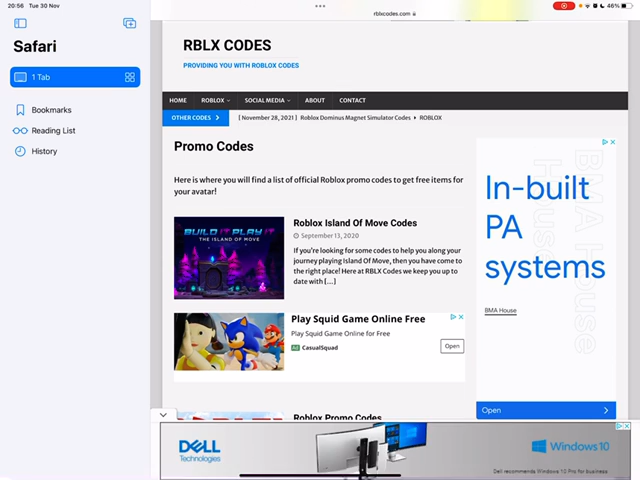 20:56 Tue 30 Nov
rblxcodes.com
46%
Safari
1 Tab
Bookmarks
Reading List
History
RBLX CODES
PROVIDING YOU WITH ROBLOX CODES
HOME ROBLOX SOCIAL MEDIA ABOUT CONTACT
OTHER CODES [ November 28, 2021 ] Roblox Dominus Magnet Simulator Codes ROBLOX
Promo Codes
Here is where you will find a list of official Roblox promo codes to get free items for
your avatar!
BUILD IT PLAY IT
THE ISLAND OF MOVE
Roblox Island Of Move Codes
September 13, 2020
If you're looking for some codes to help you along your
journey playing Island Of Move, then you have come to
the right place! Here at RBLX Codes we keep you up to
date with [...]
Play Squid Game Online Free
Play Squid Game Online for Free
Ad CasualSquad
Open
Roblox Promo Codes
In-built
PA
systems
BMA House
BMA House
Open
DELL
Technologies
Windows 10
Dell recommends Windows 10 Pro for business